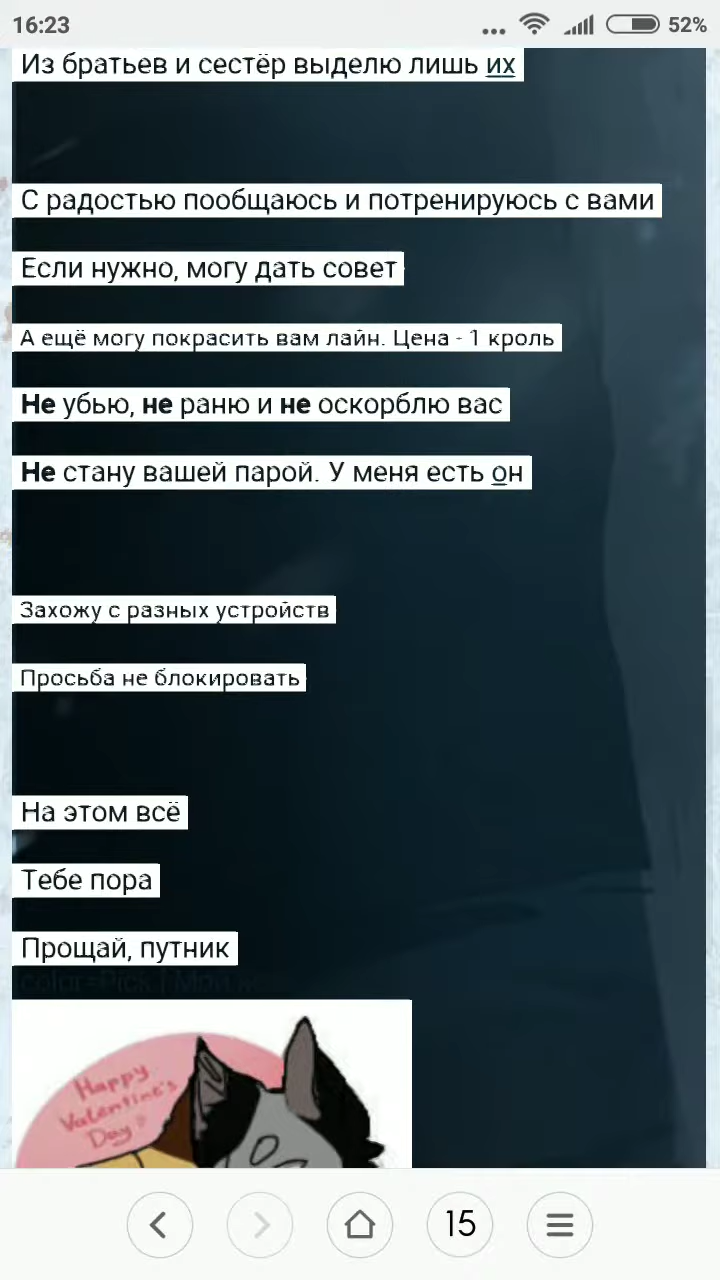 16:23
52%
Из братьев и сестёр выделю лишь их
С радостью пообщаюсь и потренируюсь с вами
Если нужно, могу дать совет
А ещё могу покрасить вам лайн. Цена - 1 кроль
Не убью, не раню и не оскорблю вас
Не стану вашей парой. У меня есть он
Захожу с разных устройств
Просьба не блокировать
На этом всё
Тебе пора
Прощай, путник
Happy
Valentine's
Day
15